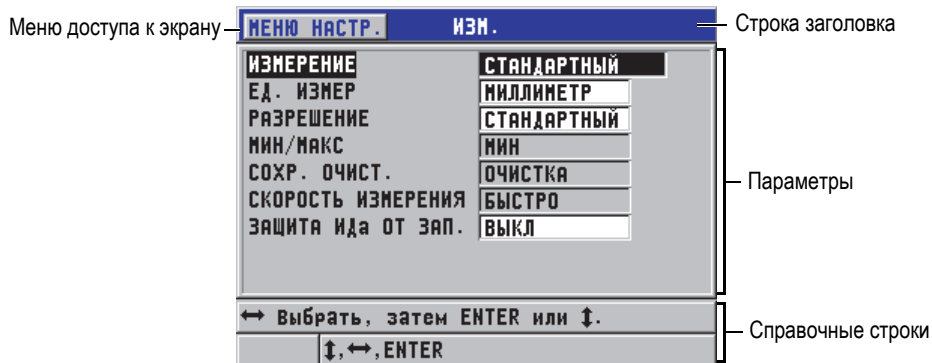 Меню доступа к экрану
МЕНЮ НаСТР. ИЗМ.
Строка заголовка
ИЗМЕРЕНИЕ СТаНДаРТНЫЙ
ЕД. ИЗМЕР МИЛЛИМЕТР
РаЗРЕШЕНИЕ СТаНДаРТНЫЙ
МИН/МаКС МИН
СОХР. ОЧИСТ. ОЧИСТКа
СКОРОСТЬ ИЗМЕРЕНИЯ БЫСТРО
ЗаЩИТа ИДа ОТ ЗаП. ВЫКЛ
Параметры
↔ Выбрать, затем ENTER или ↕.
↕,↔,ENTER
Справочные строки